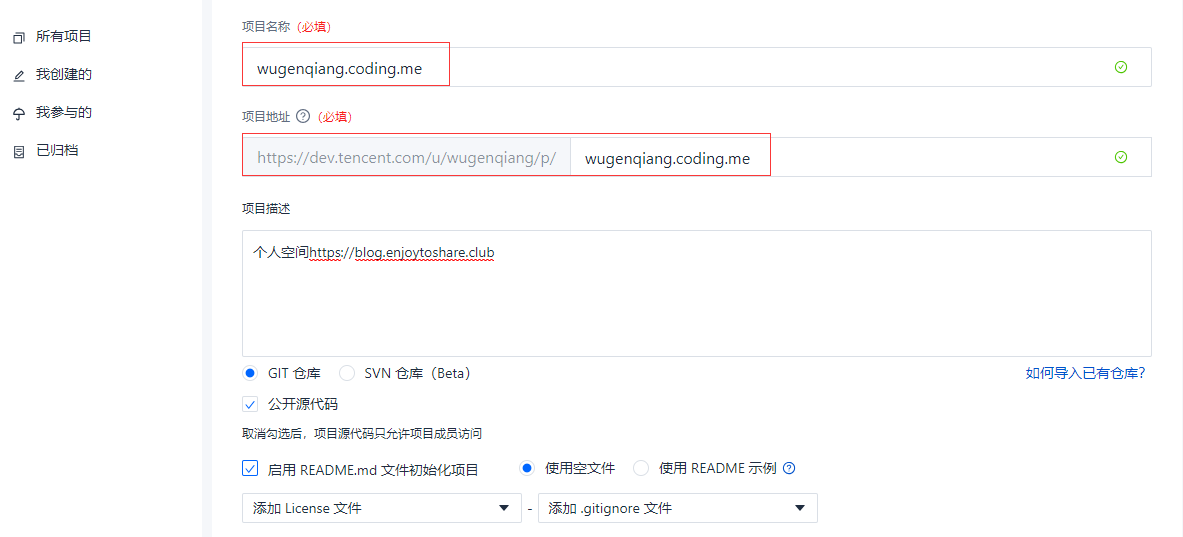 所有项目
我创建的
我参与的
已归档
项目名称 (必填)
wugenqiang.coding.me
项目地址 ? (必填)
https://dev.tencent.com/u/wugenqiang/p/ wugenqiang.coding.me
项目描述
个人空间https://blog.enjoytoshare.club
GIT 仓库 SVN 仓库（Beta） 如何导入已有仓库?
公开源代码
取消勾选后，项目源代码只允许项目成员访问
启用 README.md 文件初始化项目 使用空文件 使用 README 示例 ?
添加 License 文件 - 添加 .gitignore 文件